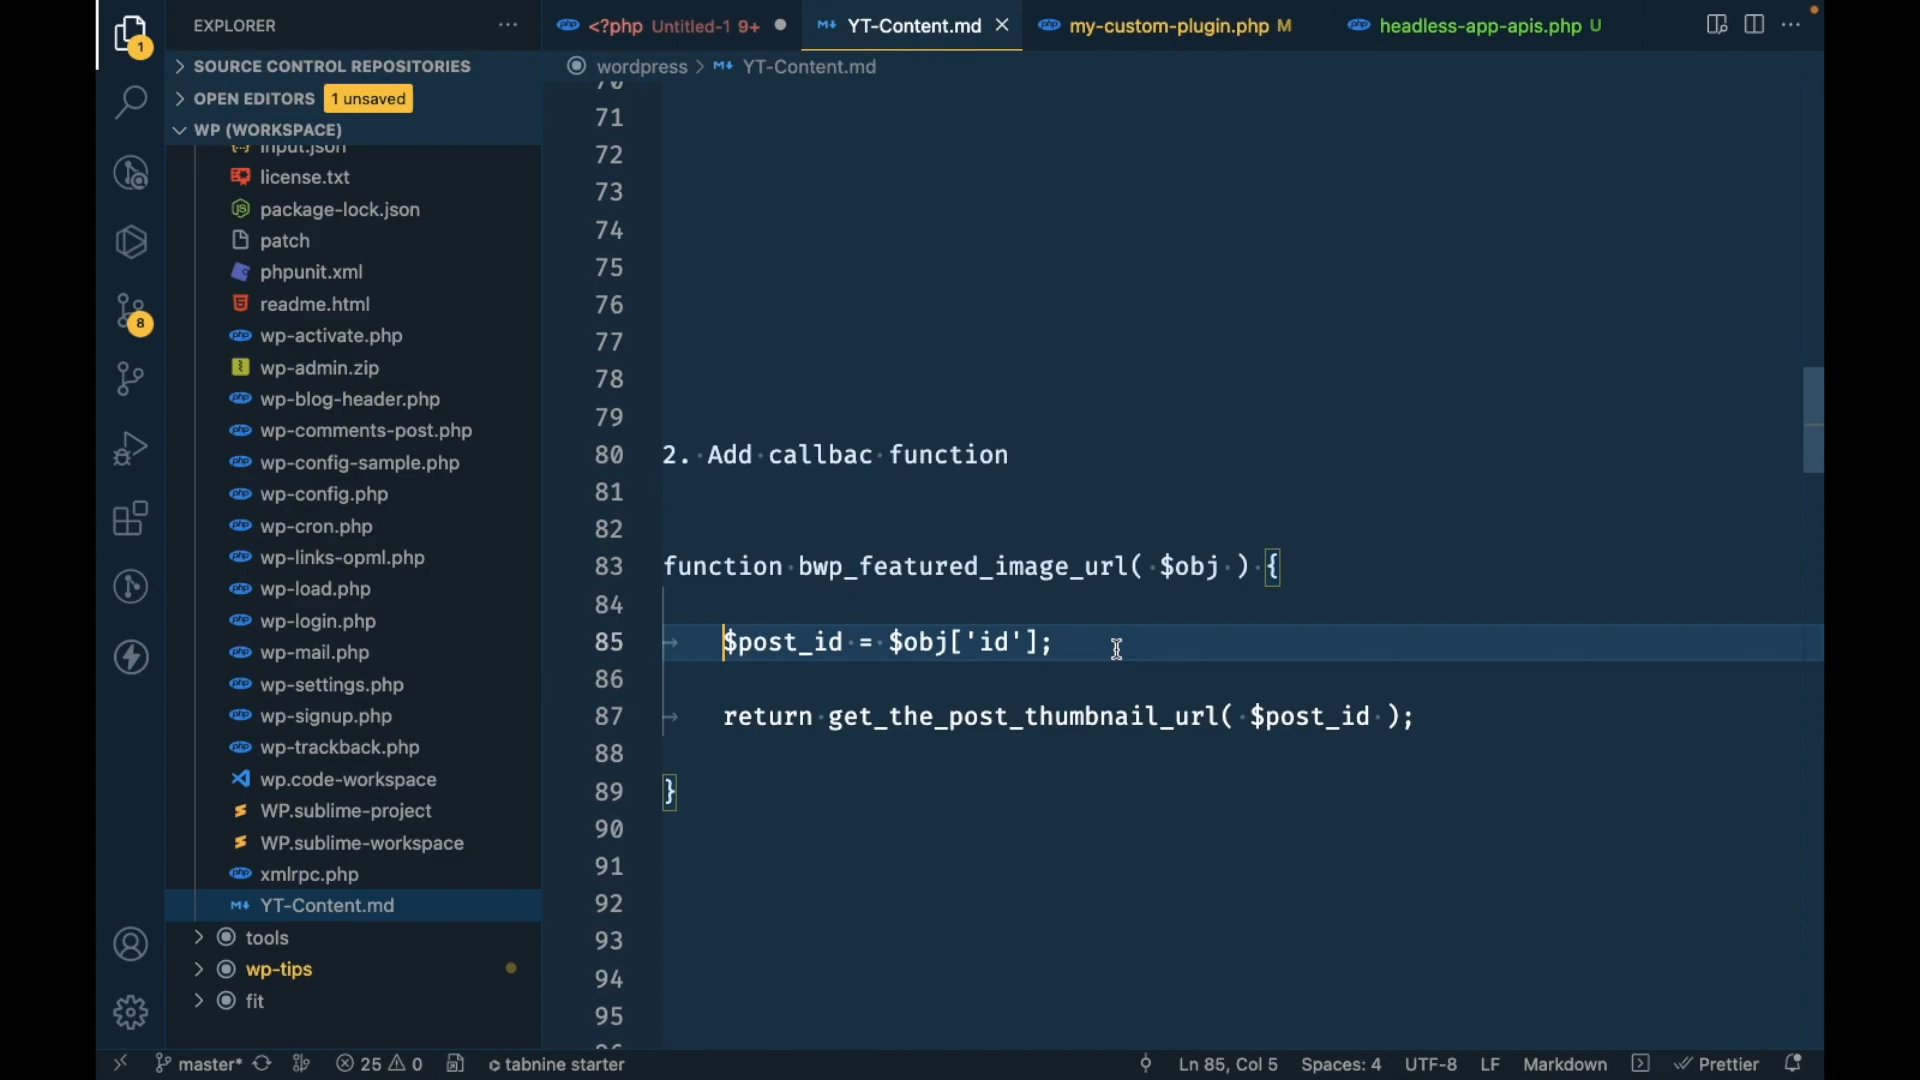 1
EXPLORER
<?php Untitled-1 9+
YT-Content.md
my-custom-plugin.php M
headless-app-apis.php U
SOURCE CONTROL REPOSITORIES
wordpress > YT-Content.md
OPEN EDITORS 1 unsaved
WP (WORKSPACE)
input.json
license.txt
package-lock.json
patch
phpunit.xml
readme.html
8
wp-activate.php
wp-admin.zip
wp-blog-header.php
wp-comments-post.php
wp-config-sample.php
wp-config.php
wp-cron.php
wp-links-opml.php
wp-load.php
wp-login.php
wp-mail.php
wp-settings.php
wp-signup.php
wp-trackback.php
wp.code-workspace
WP.sublime-project
WP.sublime-workspace
xmlrpc.php
YT-Content.md
tools
wp-tips
fit
70
71
72
73
74
75
76
77
78
79
80 2. Add callbac function
81
82
83 function bwp_featured_image_url( $obj ) {
84
85 $post_id = $obj['id'];
86
87 return get_the_post_thumbnail_url( $post_id );
88
89 }
90
91
92
93
94
95
master* 25 0 tabnine starter Ln 85, Col 5 Spaces: 4 UTF-8 LF Markdown Prettier